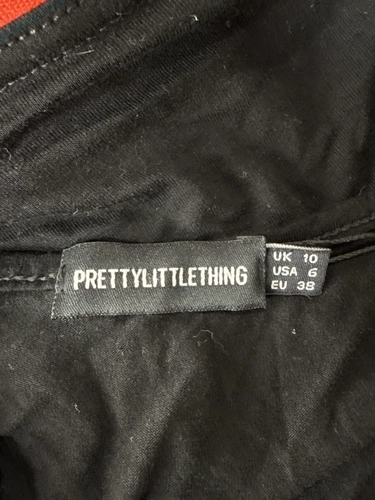 PRETTYLITTLETHING
UK 10
USA 6
EU 38